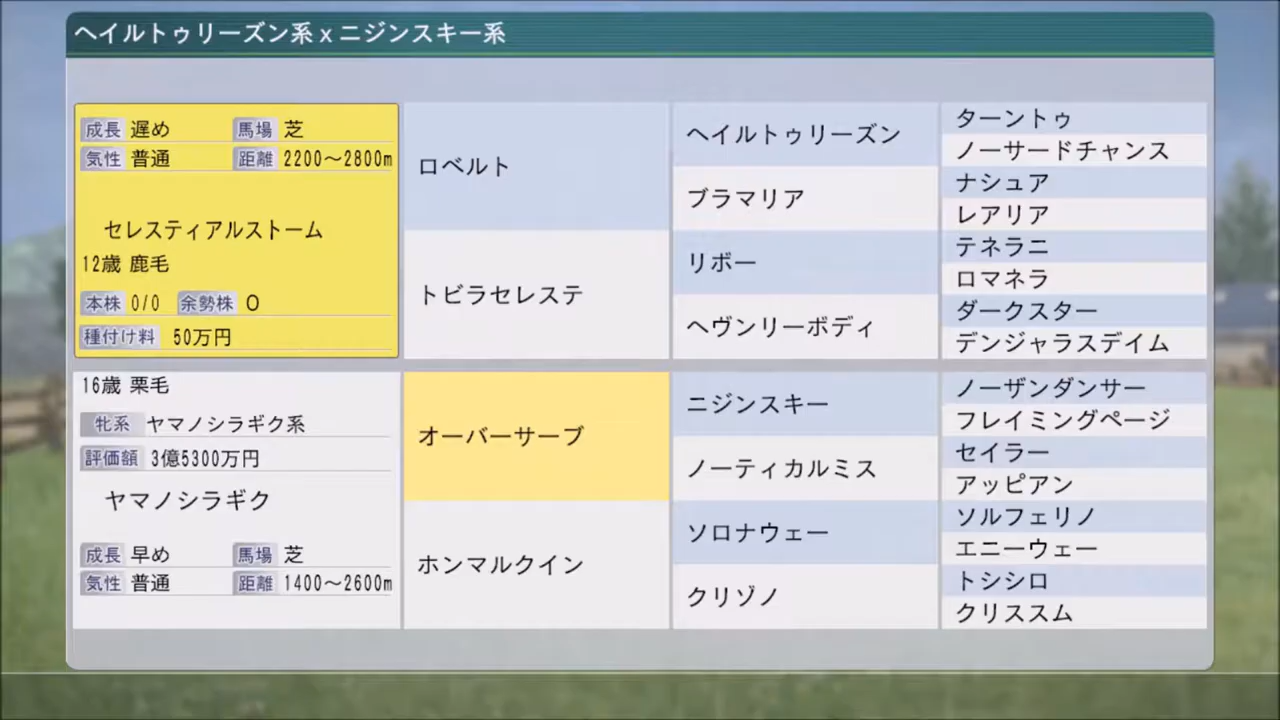 ヘイルトゥリーズン系 x ニジンスキー系
成長 遅め 馬場 芝
気性 普通 距離 2200～2800m
セレスティアルストーム
12歳 鹿毛
本株 0/0 余勢株 0
種付け料 50万円
ロベルト
トビラセレステ
ヘイルトゥリーズン
ブラマリア
リボー
ヘヴンリーボディ
ターントゥ
ノーサードチャンス
ナシュア
レアリア
テネラニ
ロマネラ
ダークスター
デンジャラスデイム
16歳 栗毛
牝系 ヤマノシラギク系
評価額 3億5300万円
ヤマノシラギク
成長 早め 馬場 芝
気性 普通 距離 1400～2600m
オーバーサーブ
ホンマルクイン
ニジンスキー
ノーティカルミス
ソロナウェー
クリゾノ
ノーザンダンサー
フレイミングページ
セイラー
アッピアン
ソルフェリノ
エニーウェー
トシシロ
クリススム